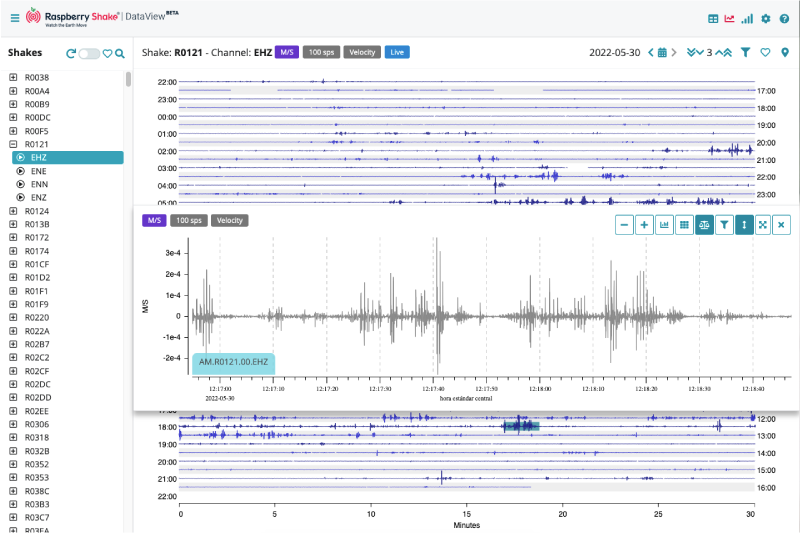 Raspberry Shake® | DataView BETA
Watch the Earth Move
Shakes
Shake: R0121 - Channel: EHZ M/S 100 sps Velocity Live
2022-05-30 3
R0038
R00A4
R00B9
R00DC
R00F5
R0121
EHZ
ENE
ENN
ENZ
R0124
R013B
R0172
R0174
R01CF
R01D2
R01F1
R01F9
R0220
R022A
R02B7
R02C2
R02CF
R02DC
R02DD
R02EE
R0306
R0318
R032B
R0352
R0353
R038C
R03B3
R03C7
R03EA
22:00
17:00
23:00
18:00
00:00
19:00
01:00
20:00
02:00
21:00
03:00
22:00
04:00
23:00
05:00
M/S 100 sps Velocity
3e-4
2e-4
1e-4
0
-1e-4
-2e-4
M/S
AM.R0121.00.EHZ
12:17:00 12:17:10 12:17:20 12:17:30 12:17:40 12:17:50 12:18:00 12:18:10 12:18:20 12:18:30 12:18:40
2022-05-30
hora estándar central
17:00
12:00
18:00
13:00
19:00
14:00
20:00
15:00
21:00
16:00
22:00
0 5 10 15 20 25 30
Minutes